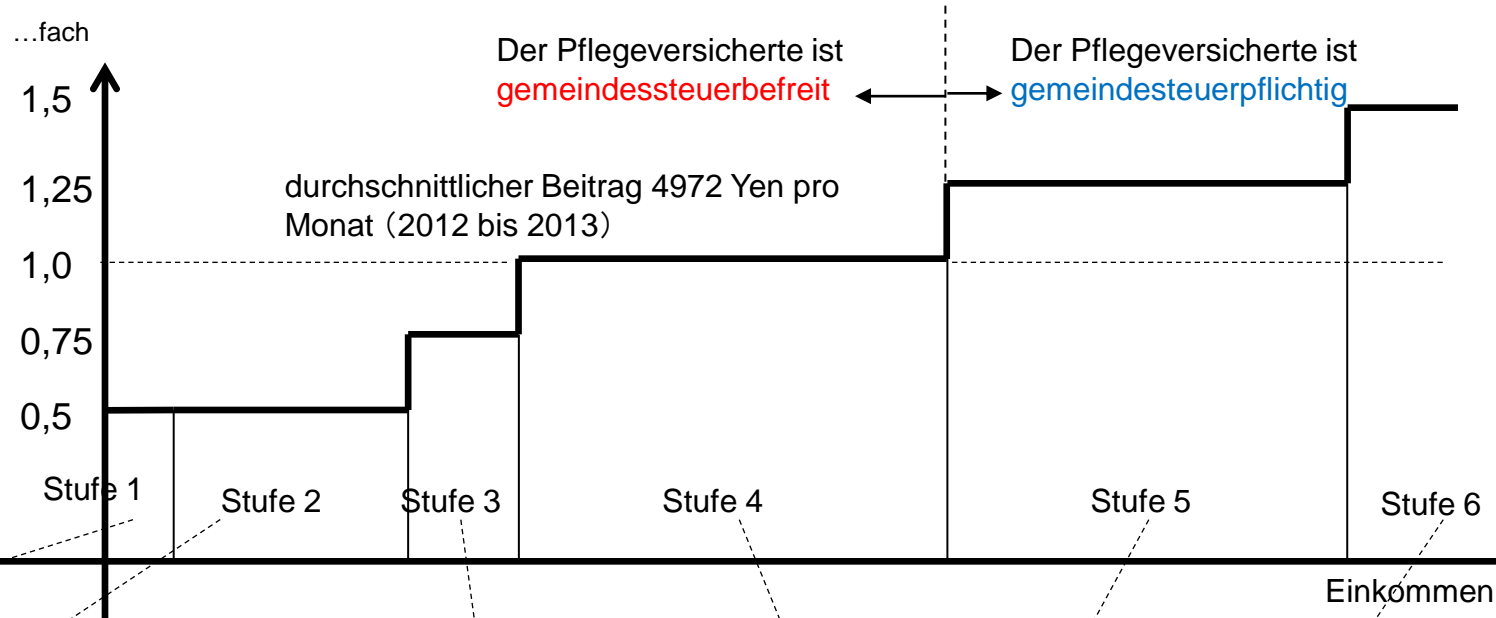 …fach
Der Pflegeversicherte ist
gemeindessteuerbefreit
Der Pflegeversicherte ist
gemeindesteuerpflichtig
1,5
1,25
durchschnittlicher Beitrag 4972 Yen pro
Monat（2012 bis 2013）
1,0
0,75
0,5
Stufe 1
Stufe 2
Stufe 3
Stufe 4
Stufe 5
Stufe 6
Einkommen